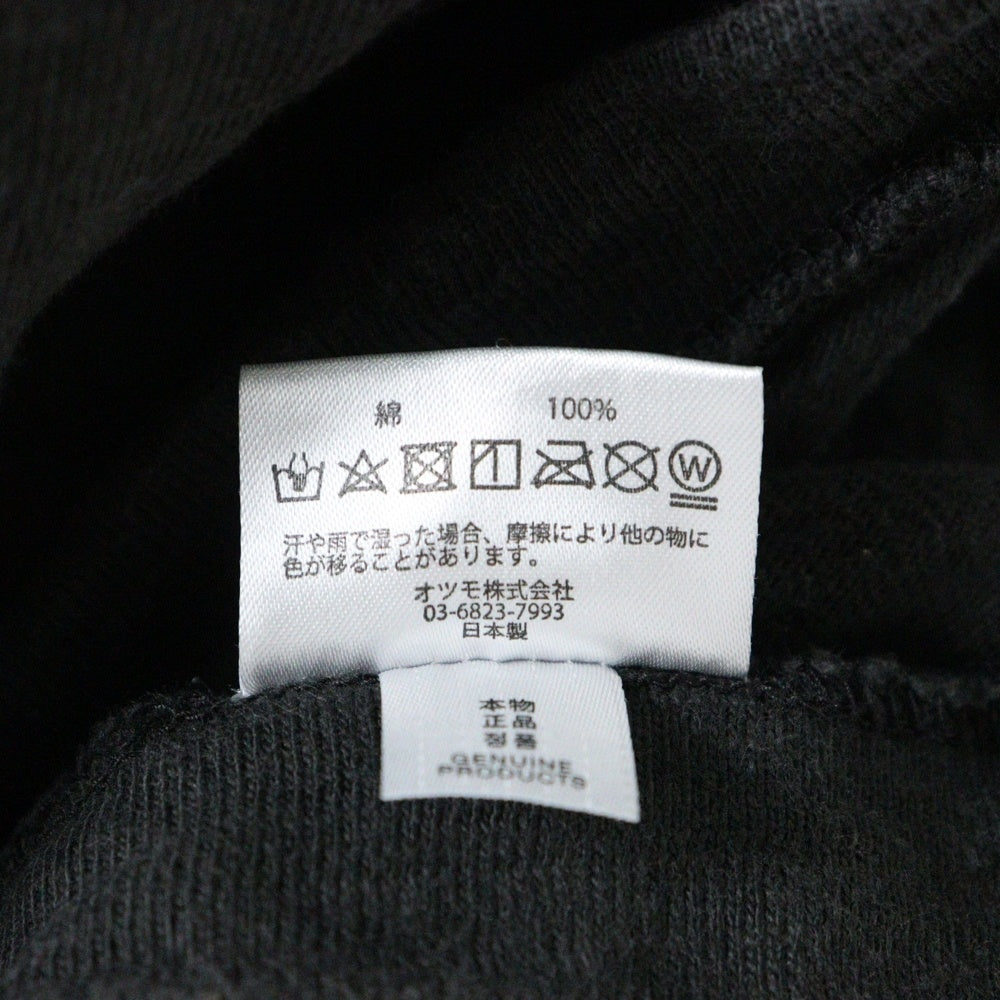 綿 100%
W
汗や雨で湿った場合、摩擦により他の物に
色が移ることがあります。
オツモ株式会社
03-6823-7993
日本製
本物
正品
정품
GENUINE
PRODUCTS